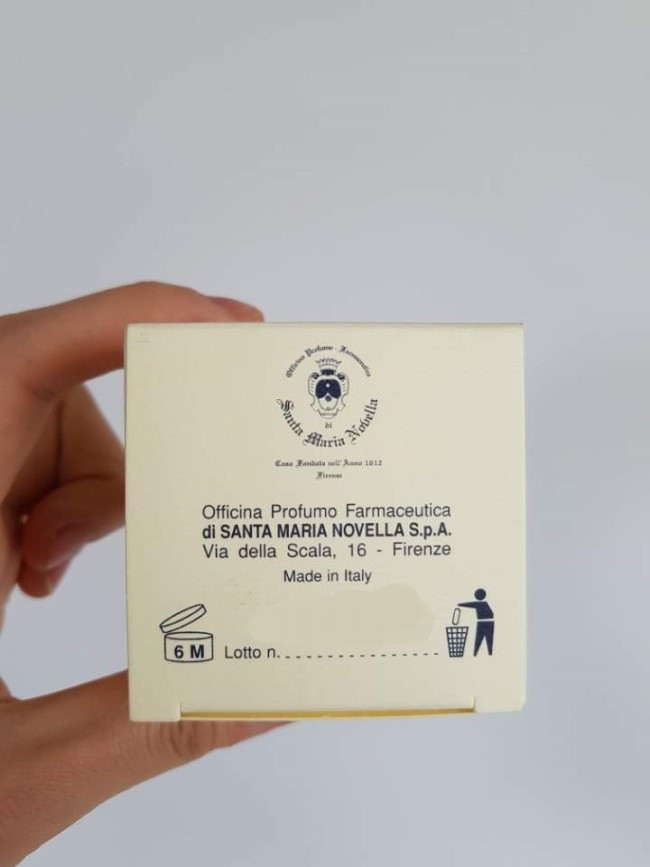 Officina Profumo - Farmaceutica
di
Santa Maria Novella
Casa Fondata nell'Anno 1612
Firenze
Officina Profumo Farmaceutica
di SANTA MARIA NOVELLA S.p.A.
Via della Scala, 16 - Firenze
Made in Italy
6 M
Lotto n.